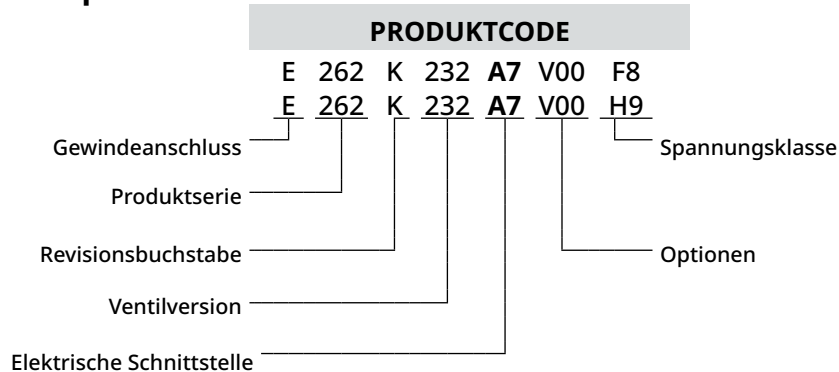 PRODUKTCODE
E 262 K 232 A7 V00 F8
E 262 K 232 A7 V00 H9
Gewindeanschluss
Spannungsklasse
Produktserie
Revisionsbuchstabe
Optionen
Ventilversion
Elektrische Schnittstelle